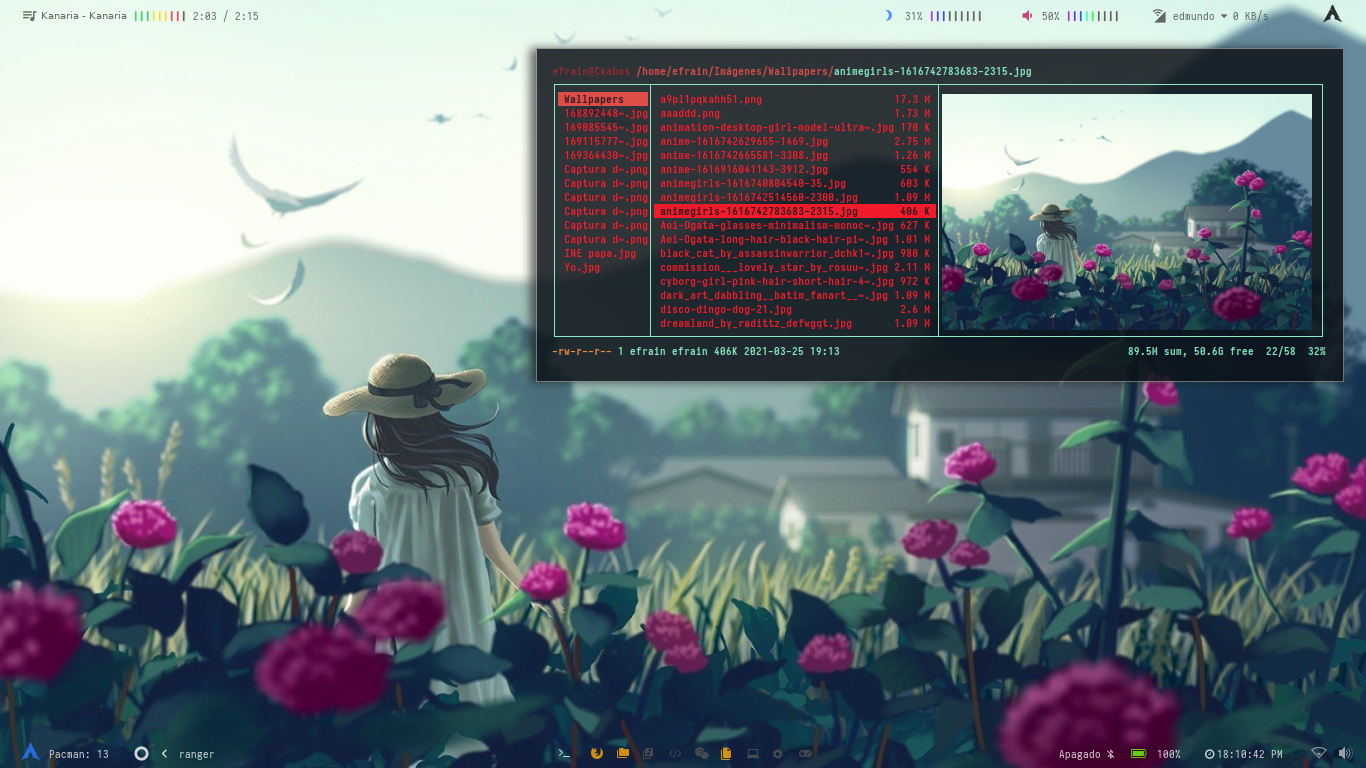 Kanaria - Kanaria 2:03 / 2:15 31% 50% edmundo 0 KB/s
efrain@Ckabos /home/efrain/Imágenes/Wallpapers/animegirls-1616742783683-2315.jpg
Wallpapers a9pl1pqkahh51.png 17.3 M
168892448~.jpg aaaddd.png 1.73 M
169085545~.jpg animation-desktop-girl-model-ultra~.jpg 170 K
169115777~.jpg anime-1616742629655-1469.jpg 2.75 M
169364430~.jpg anime-1616742665581-3308.jpg 1.26 M
Captura d~.png anime-1616916041143-3912.jpg 554 K
Captura d~.png animegirls-1616740804540-35.jpg 603 K
Captura d~.png animegirls-1616742514560-2300.jpg 1.09 M
Captura d~.png animegirls-1616742783683-2315.jpg 406 K
Captura d~.png Aoi-Ogata-glasses-minimalism-monoc~.jpg 627 K
Captura d~.png Aoi-Ogata-long-hair-black-hair-pi~.jpg 1.01 M
INE papa.jpg black_cat_by_assassinwarrior_dchk1~.jpg 980 K
Yo.jpg commission___lovely_star_by_rosuu~.jpg 2.11 M
cyborg-girl-pink-hair-short-hair-4~.jpg 972 K
dark_art_dabbling__batim_fanart__~.jpg 1.09 M
disco-dingo-dog-21.jpg 2.6 M
dreamland_by_radittz_defwgqt.jpg 1.09 M
-rw-r--r-- 1 efrain efrain 406K 2021-03-25 19:13 89.5M sum, 50.6G free 22/58 32%
Pacman: 13 ranger Apagado 100% 18:10:42 PM